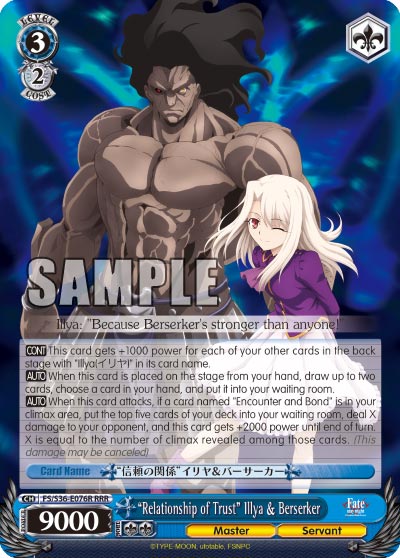 LEVEL
3
2
COST
SAMPLE
Illya: "Because Berserker's stronger than anyone!"
CONT This card gets +1000 power for each of your other cards in the back
stage with "Illya(イリヤ)" in its card name.
AUTO When this card is placed on the stage from your hand, draw up to two
cards, choose a card in your hand, and put it into your waiting room.
AUTO When this card attacks, if a card named "Encounter and Bond" is in your
climax area, put the top five cards of your deck into your waiting room, deal X
damage to your opponent, and this card gets +2000 power until end of turn.
X is equal to the number of climax revealed among those cards. (This
damage may be canceled)
Card Name
"信頼の関係"イリヤ&バーサーカー
CH FS/S36-E076R RRR
"Relationship of Trust" Illya & Berserker
Fate
stay night
POWER
9000
SOUL
Master
Servant
©TYPE-MOON, ufotable, FSNPC